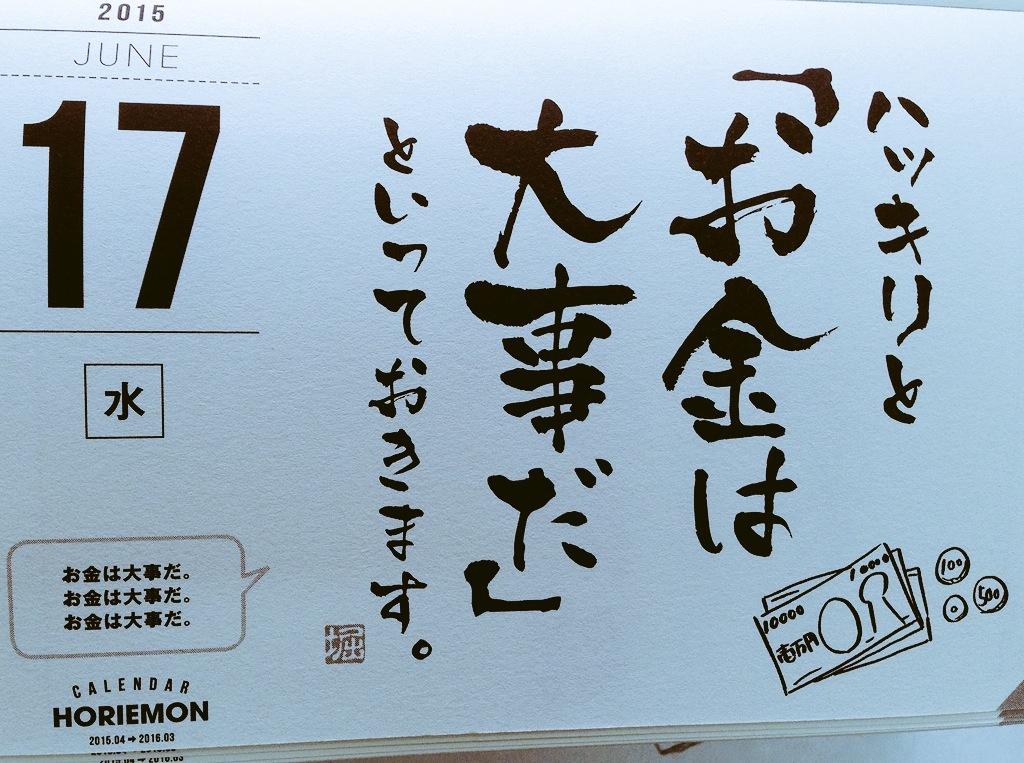 2015
JUNE
17
水
ハッキリと
「お金は
大事だ」
といっておきます。
堀
お金は大事だ。
お金は大事だ。
お金は大事だ。
CALENDAR
HORIEMON
2015.04→2016.03
10000
10000
壱万円
100
500